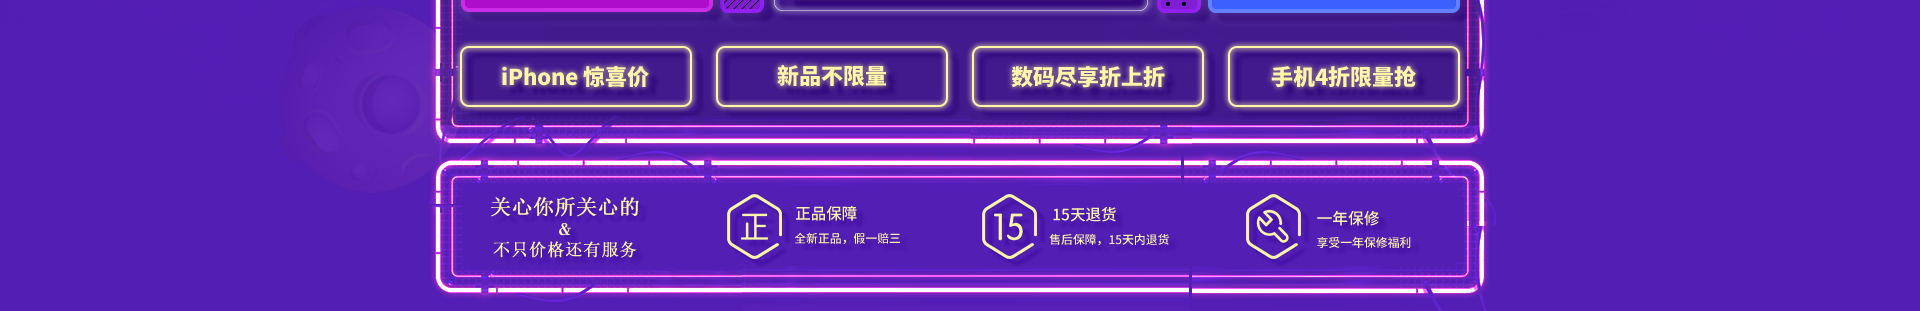 iPhone 惊喜价
新品不限量
数码尽享折上折
手机4折限量抢
关心你所关心的
&
不只价格还有服务
正
正品保障
全新正品，假一赔三
15
15天退货
售后保障，15天内退货
一年保修
享受一年保修福利